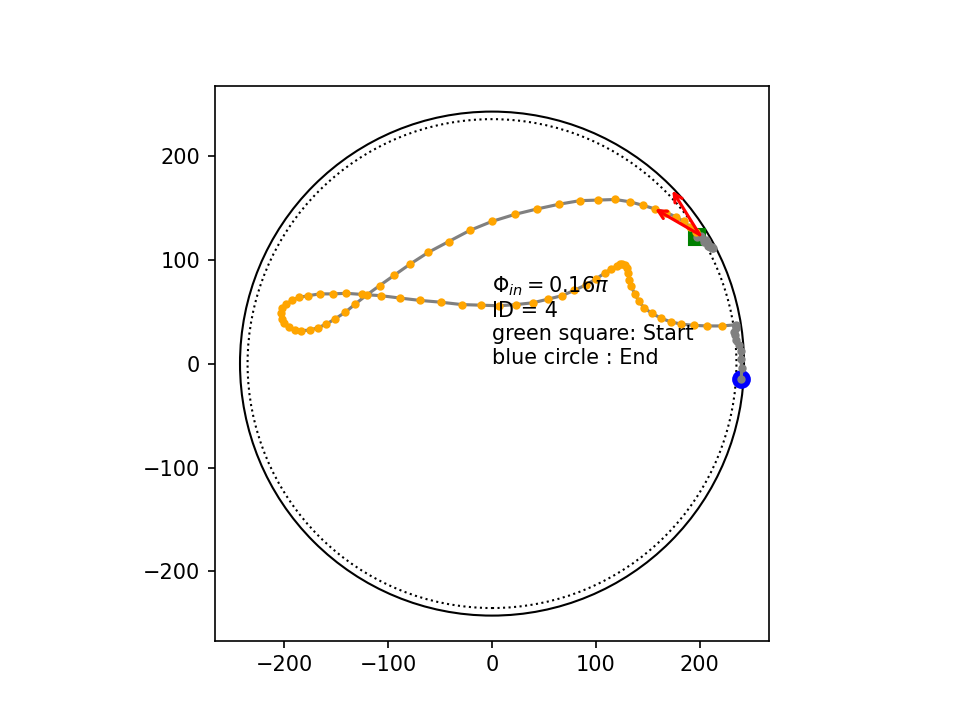 200
100
0
−100
−200
Φin = 0.16π
ID = 4
green square: Start
blue circle : End
−200 −100 0 100 200